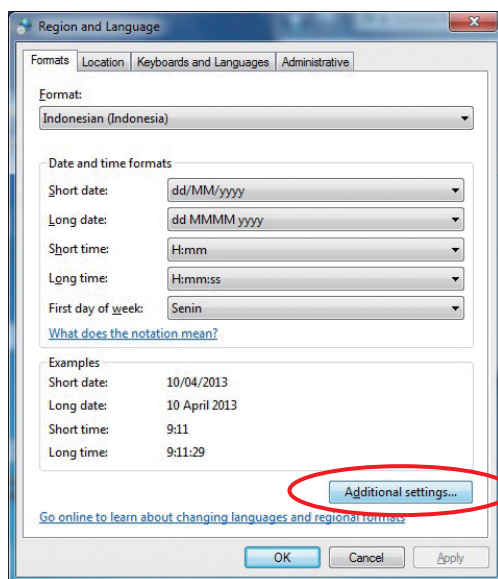 Region and Language
Formats Location Keyboards and Languages Administrative
Format:
Indonesian (Indonesia)
Date and time formats
Short date: dd/MM/yyyy
Long date: dd MMMM yyyy
Short time: H:mm
Long time: H:mm:ss
First day of week: Senin
What does the notation mean?
Examples
Short date: 10/04/2013
Long date: 10 April 2013
Short time: 9:11
Long time: 9:11:29
Additional settings...
Go online to learn about changing languages and regional formats
OK Cancel Apply